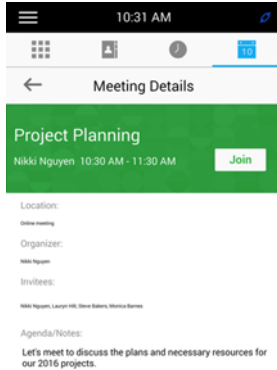 10:31 AM
10
Meeting Details
Project Planning
Nikki Nguyen 10:30 AM - 11:30 AM
Join
Location:
Online meeting
Organizer:
Nikki Nguyen
Invitees:
Nikki Nguyen, Lauryn Hill, Steve Bakers, Monica Barnes
Agenda/Notes:
Let's meet to discuss the plans and necessary resources for
our 2016 projects.